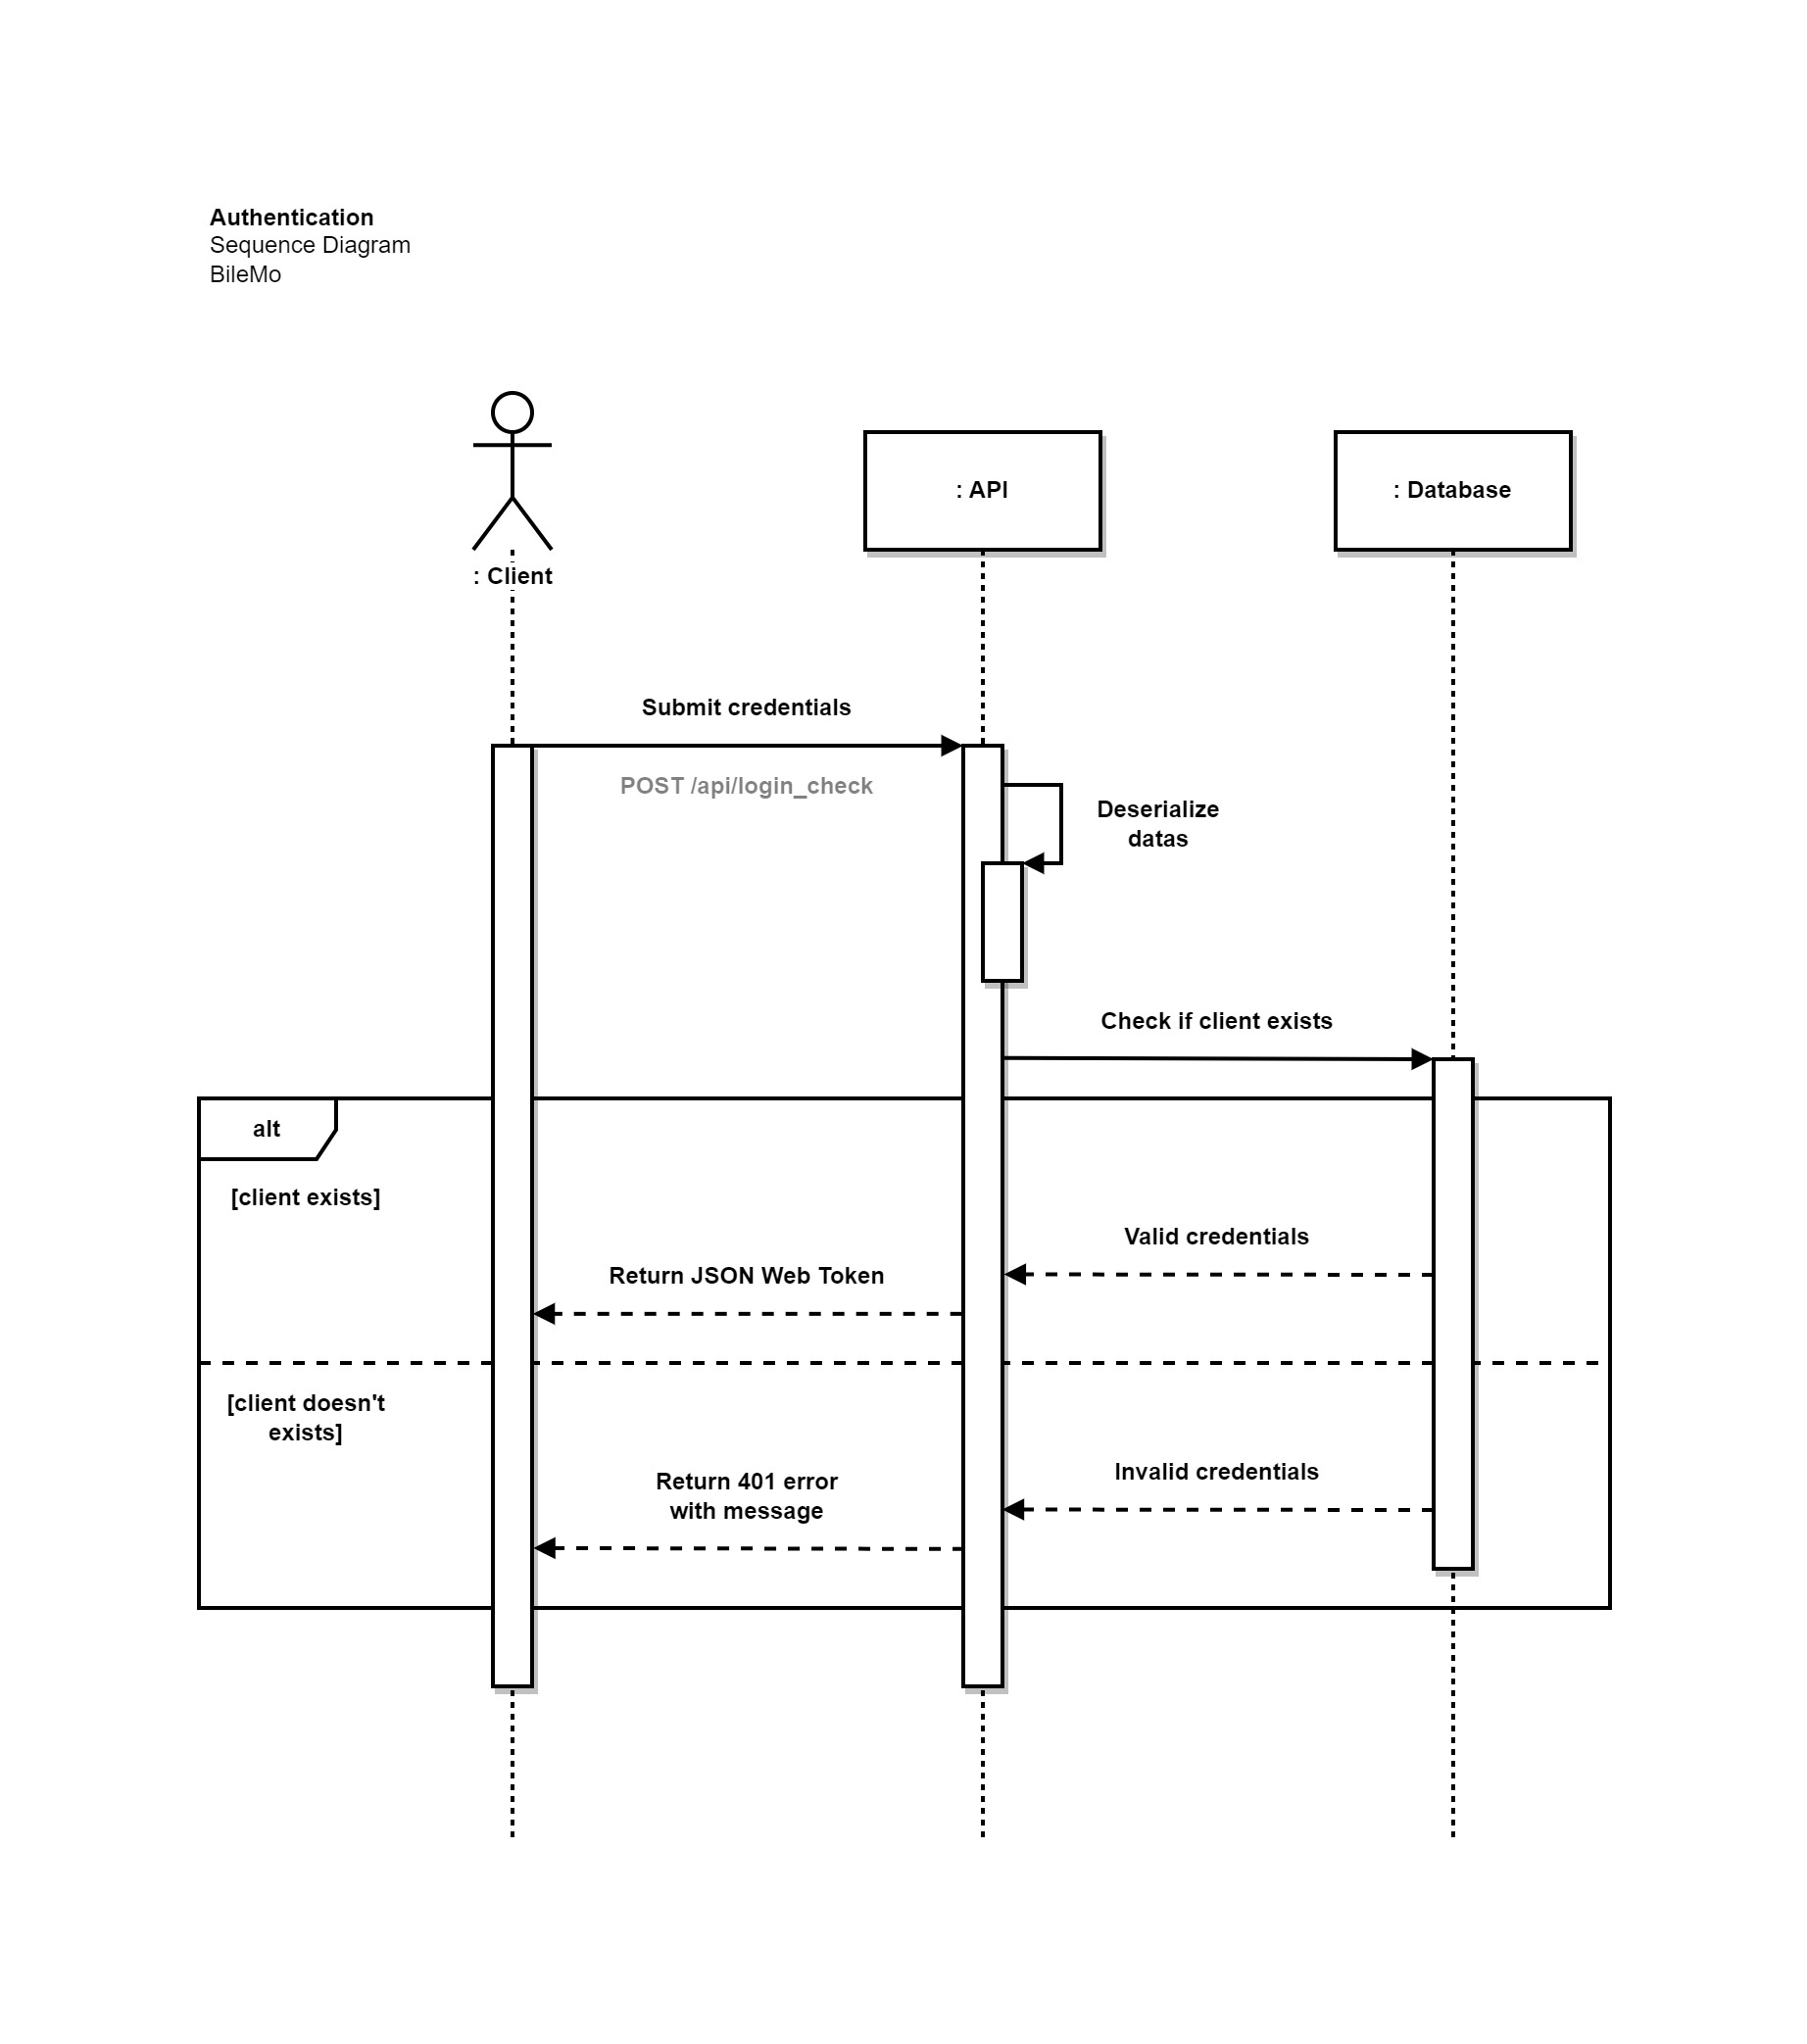 Authentication
Sequence Diagram
BileMo
: Client
: API
: Database
Submit credentials
POST /api/login_check
Deserialize
datas
Check if client exists
alt
[client exists]
Valid credentials
Return JSON Web Token
[client doesn't
exists]
Invalid credentials
Return 401 error
with message